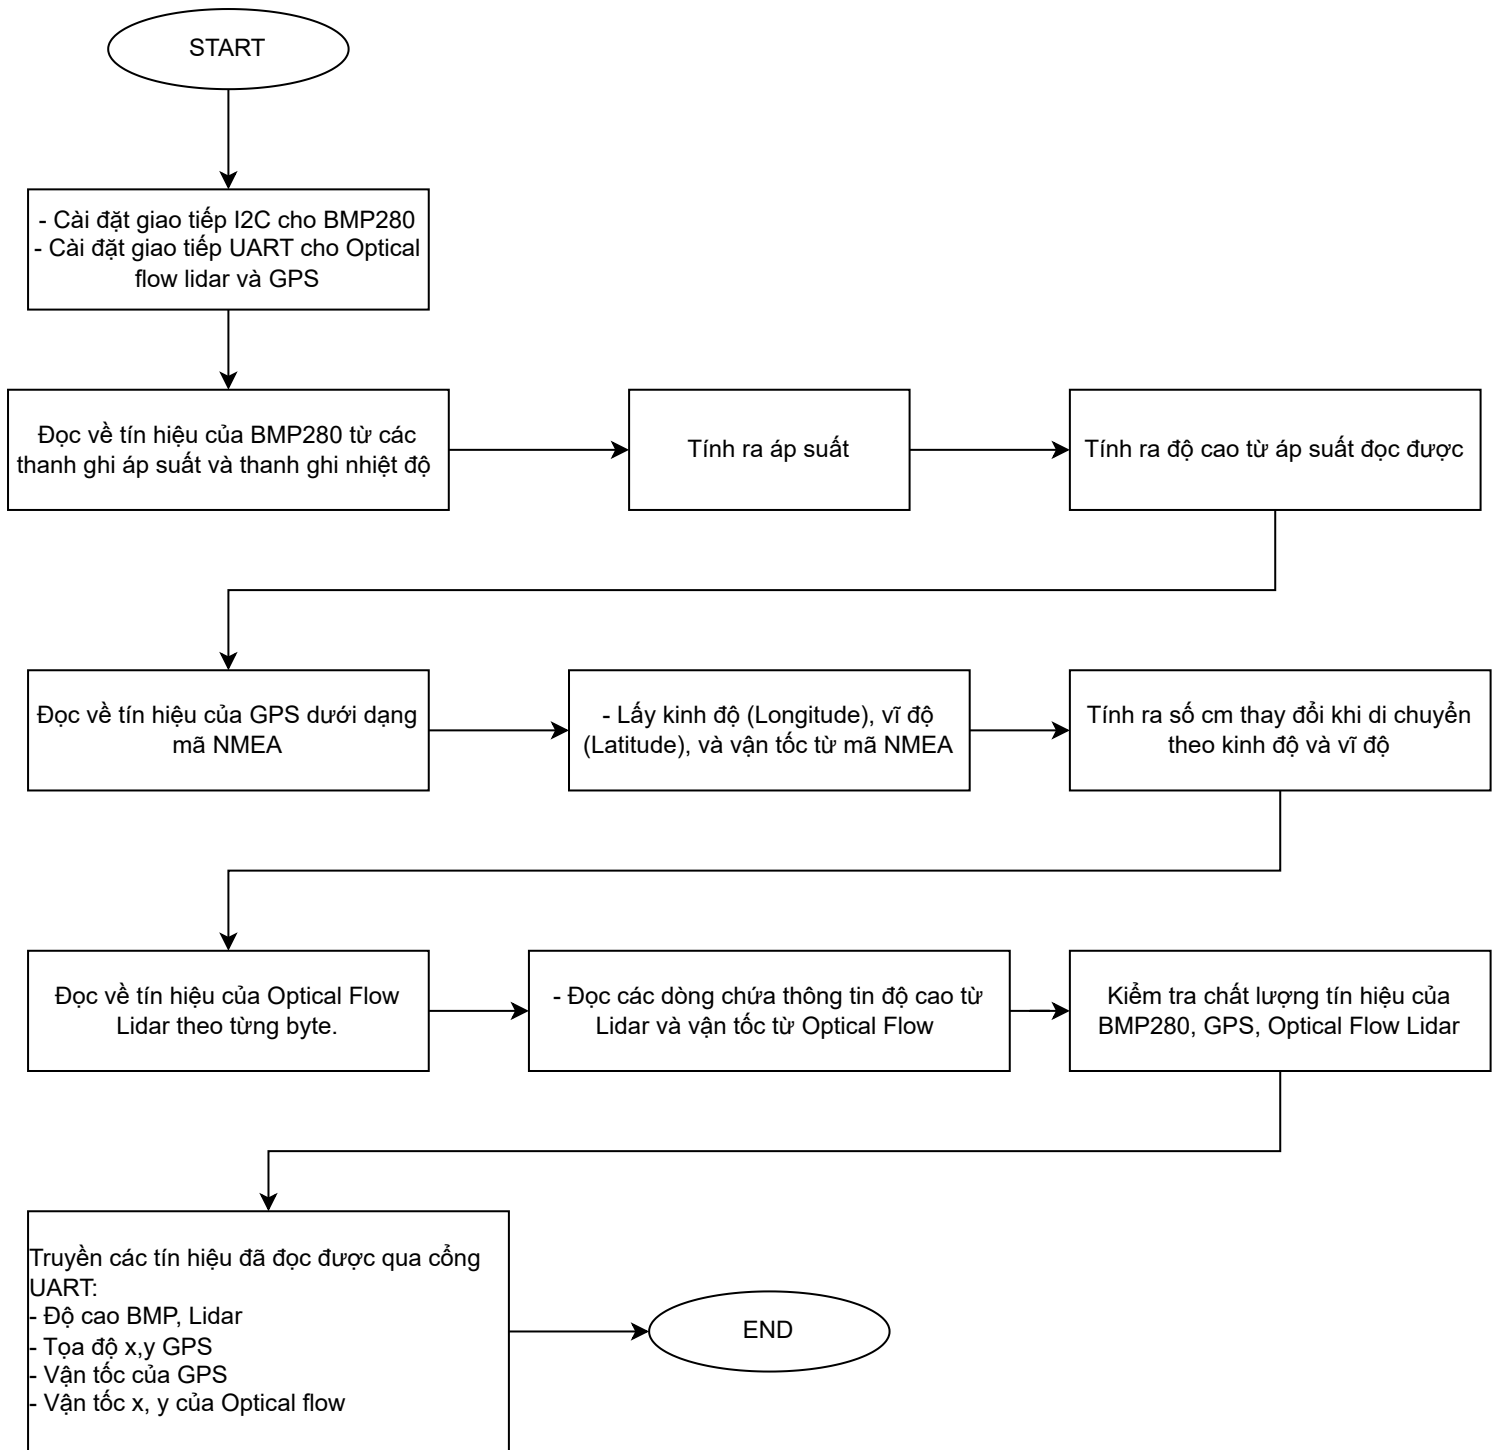 START
- Cài đặt giao tiếp I2C cho BMP280
- Cài đặt giao tiếp UART cho Optical
flow lidar và GPS
Đọc về tín hiệu của BMP280 từ các
thanh ghi áp suất và thanh ghi nhiệt độ
Tính ra áp suất
Tính ra độ cao từ áp suất đọc được
Đọc về tín hiệu của GPS dưới dạng
mã NMEA
- Lấy kinh độ (Longitude), vĩ độ
(Latitude), và vận tốc từ mã NMEA
Tính ra số cm thay đổi khi di chuyển
theo kinh độ và vĩ độ
Đọc về tín hiệu của Optical Flow
Lidar theo từng byte.
- Đọc các dòng chứa thông tin độ cao từ
Lidar và vận tốc từ Optical Flow
Kiểm tra chất lượng tín hiệu của
BMP280, GPS, Optical Flow Lidar
Truyền các tín hiệu đã đọc được qua cổng
UART:
- Độ cao BMP, Lidar
- Tọa độ x,y GPS
- Vận tốc của GPS
- Vận tốc x, y của Optical flow
END